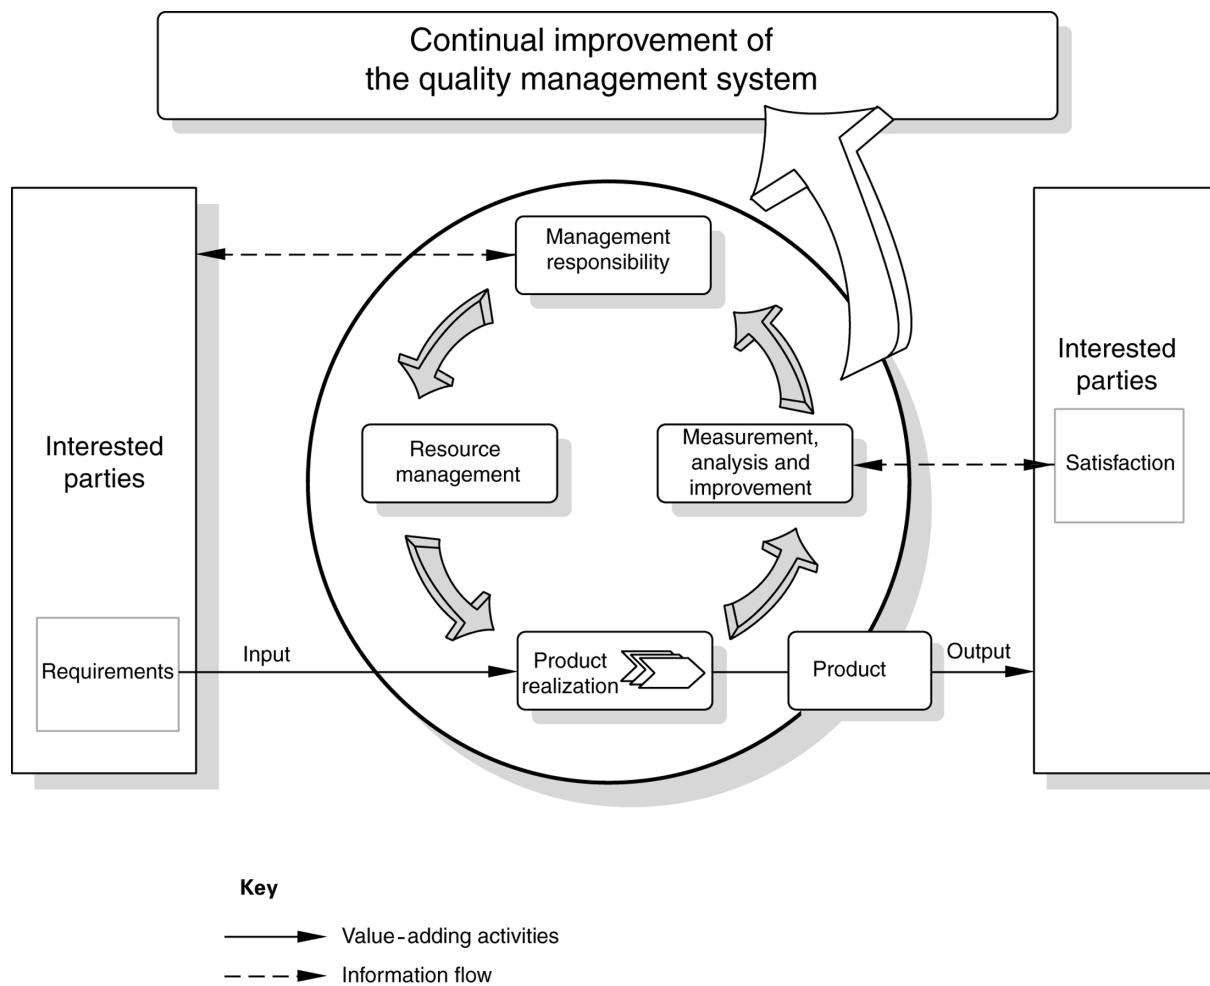 Continual improvement of
the quality management system
Management
responsibility
Interested
parties
Interested
parties
Resource
management
Measurement,
analysis and
improvement
Satisfaction
Requirements
Input
Product
realization
Product
Output
Key
Value-adding activities
Information flow